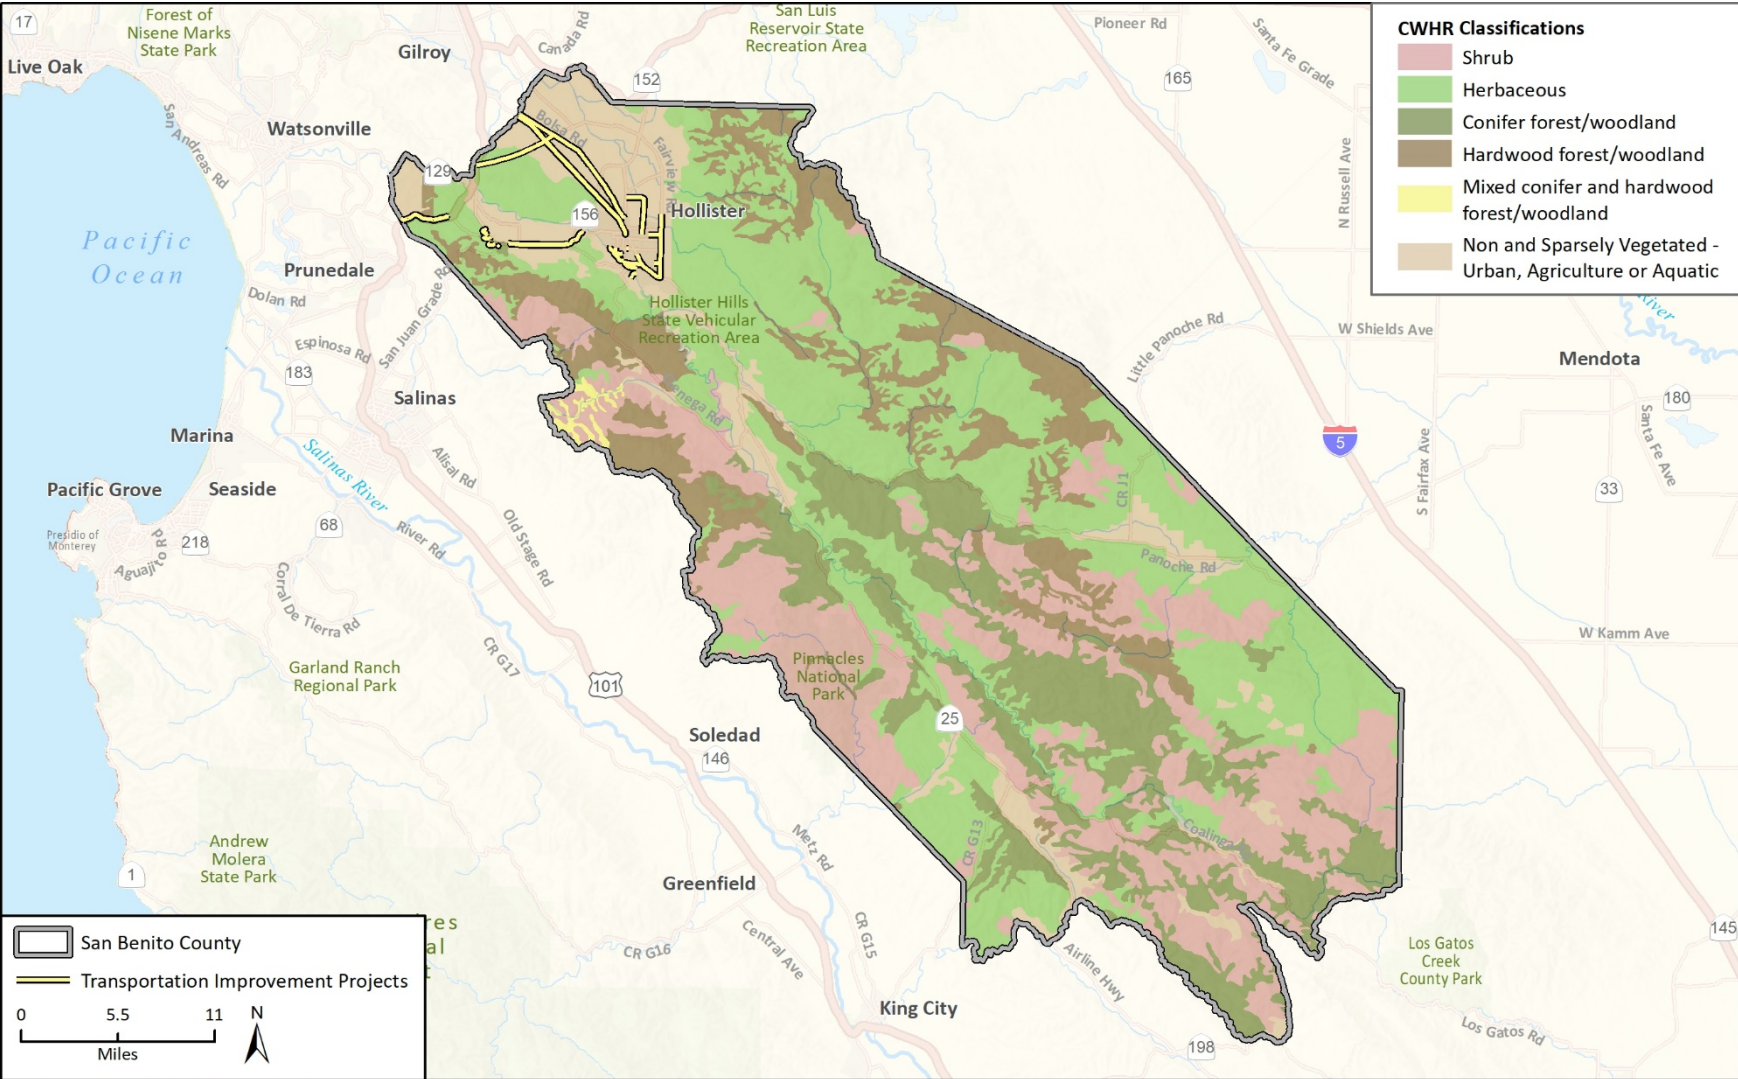 17
Forest of
Nisene Marks
State Park
Live Oak
Gilroy
Canada Rd
152
San Luis
Reservoir State
Recreation Area
Pioneer Rd
165
Santa Fe Grade
CWHR Classifications
Shrub
Herbaceous
Conifer forest/woodland
Hardwood forest/woodland
Mixed conifer and hardwood
forest/woodland
Non and Sparsely Vegetated -
Urban, Agriculture or Aquatic
San Andreas Rd
Watsonville
129
Bolsa Rd
Fairview Rd
156
Hollister
N Russell Ave
Pacific
Ocean
Prunedale
Dolan Rd
San Juan Grade Rd
Espinosa Rd
183
Hollister Hills
State Vehicular
Recreation Area
Little Panoche Rd
W Shields Ave
River
Mendota
180
Salinas
Marina
Salinas River
Alisal Rd
5
S Fairfax Ave
Santa Fe Ave
33
Pacific Grove
Seaside
Presidio of
Monterey
218
68
Aguajito Rd
River Rd
Old Stage Rd
CR J1
Panoche Rd
Corral De Tierra Rd
Garland Ranch
Regional Park
CR G17
101
W Kamm Ave
Pinnacles
National
Park
25
Soledad
146
Andrew
Molera
State Park
1
Metz Rd
CR G13
Coalinga
Greenfield
CR G16
Central Ave
CR G15
Airline Hwy
King City
198
Los Gatos
Creek
County Park
Los Gatos Rd
145
res
al
t
San Benito County
Transportation Improvement Projects
0 5.5 11
Miles
N